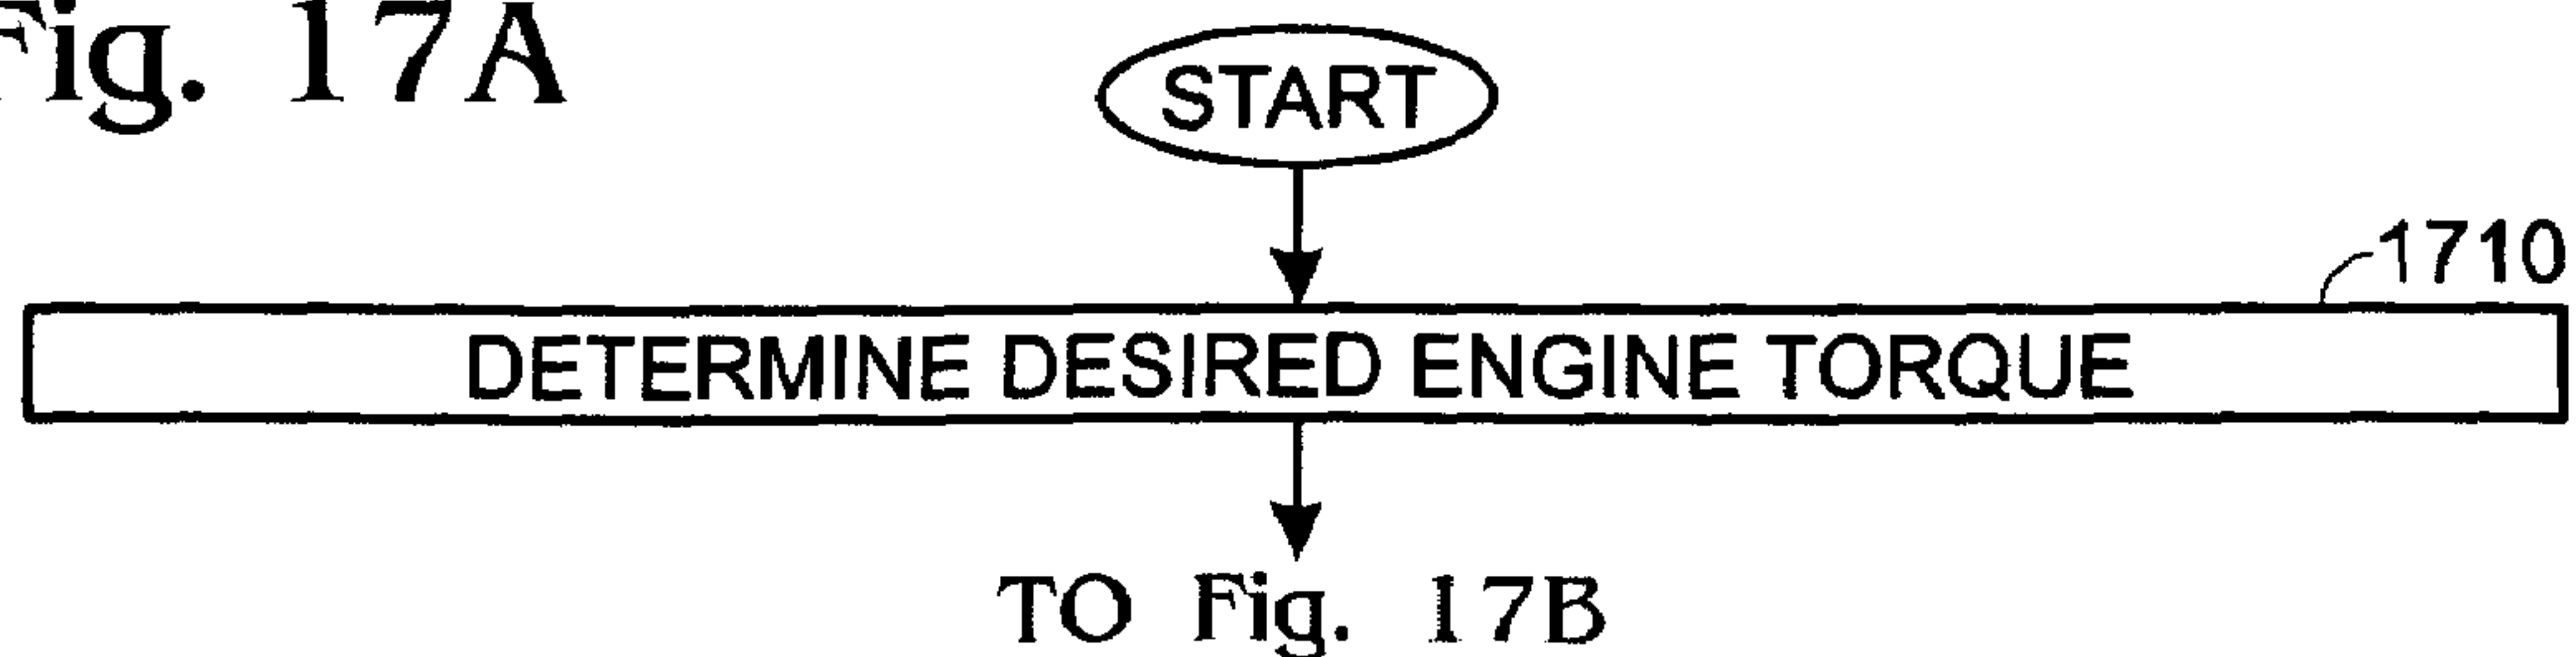 Fig. 17A
START
1710
DETERMINE DESIRED ENGINE TORQUE
TO Fig. 17B